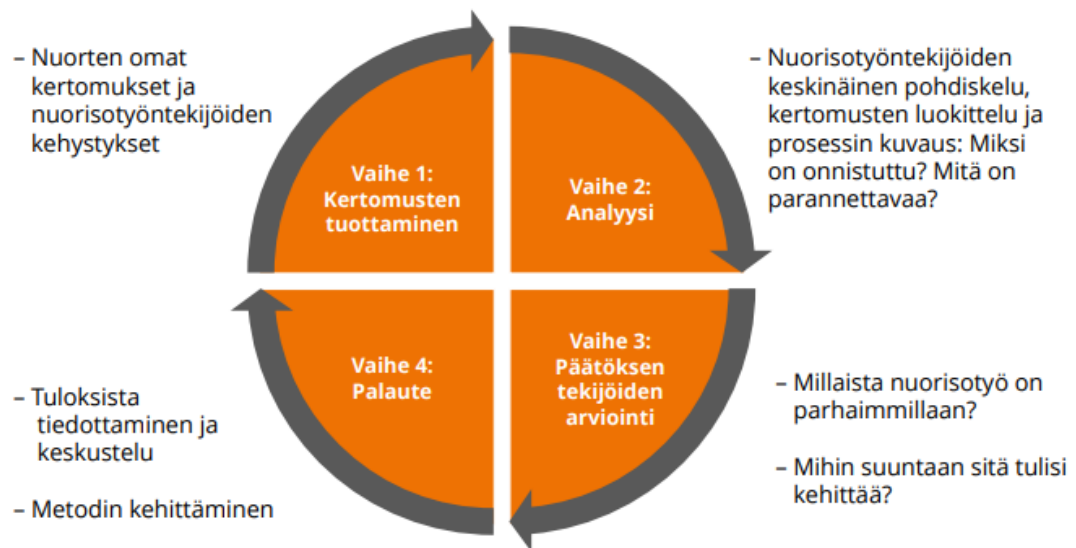 – Nuorten omat
kertomukset ja
nuorisotyöntekijöiden
kehystykset
Vaihe 1:
Kertomusten
tuottaminen
Vaihe 2:
Analyysi
– Nuorisotyöntekijöiden
keskinäinen pohdiskelu,
kertomusten luokittelu ja
prosessin kuvaus: Miksi
on onnistuttu? Mitä on
parannettavaa?
Vaihe 3:
Päätöksen
tekijöiden
arviointi
– Millaista nuorisotyö on
parhaimmillaan?
– Mihin suuntaan sitä tulisi
kehittää?
Vaihe 4:
Palaute
– Tuloksista
tiedottaminen ja
keskustelu
– Metodin kehittäminen